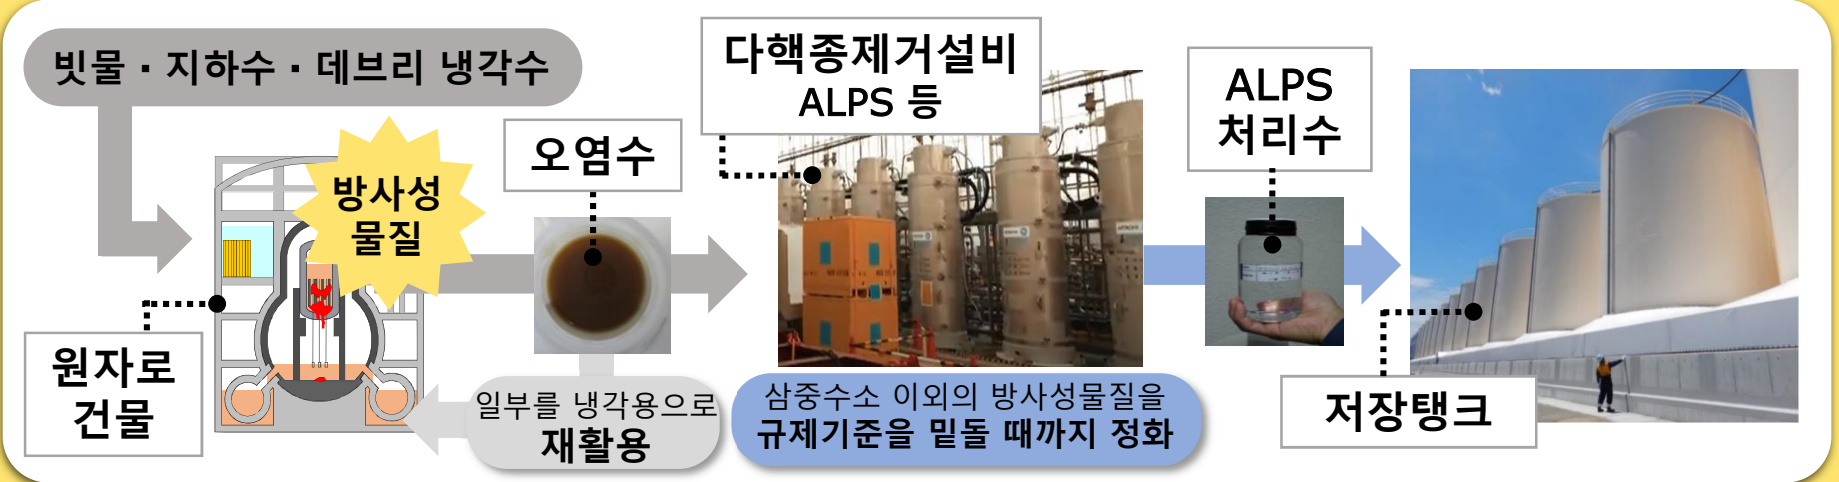 빗물 · 지하수 · 데브리 냉각수
방사성
물질
원자로
건물
오염수
일부를 냉각용으로
재활용
다핵종제거설비
ALPS 등
삼중수소 이외의 방사성물질을
규제기준을 밑돌 때까지 정화
ALPS
처리수
저장탱크